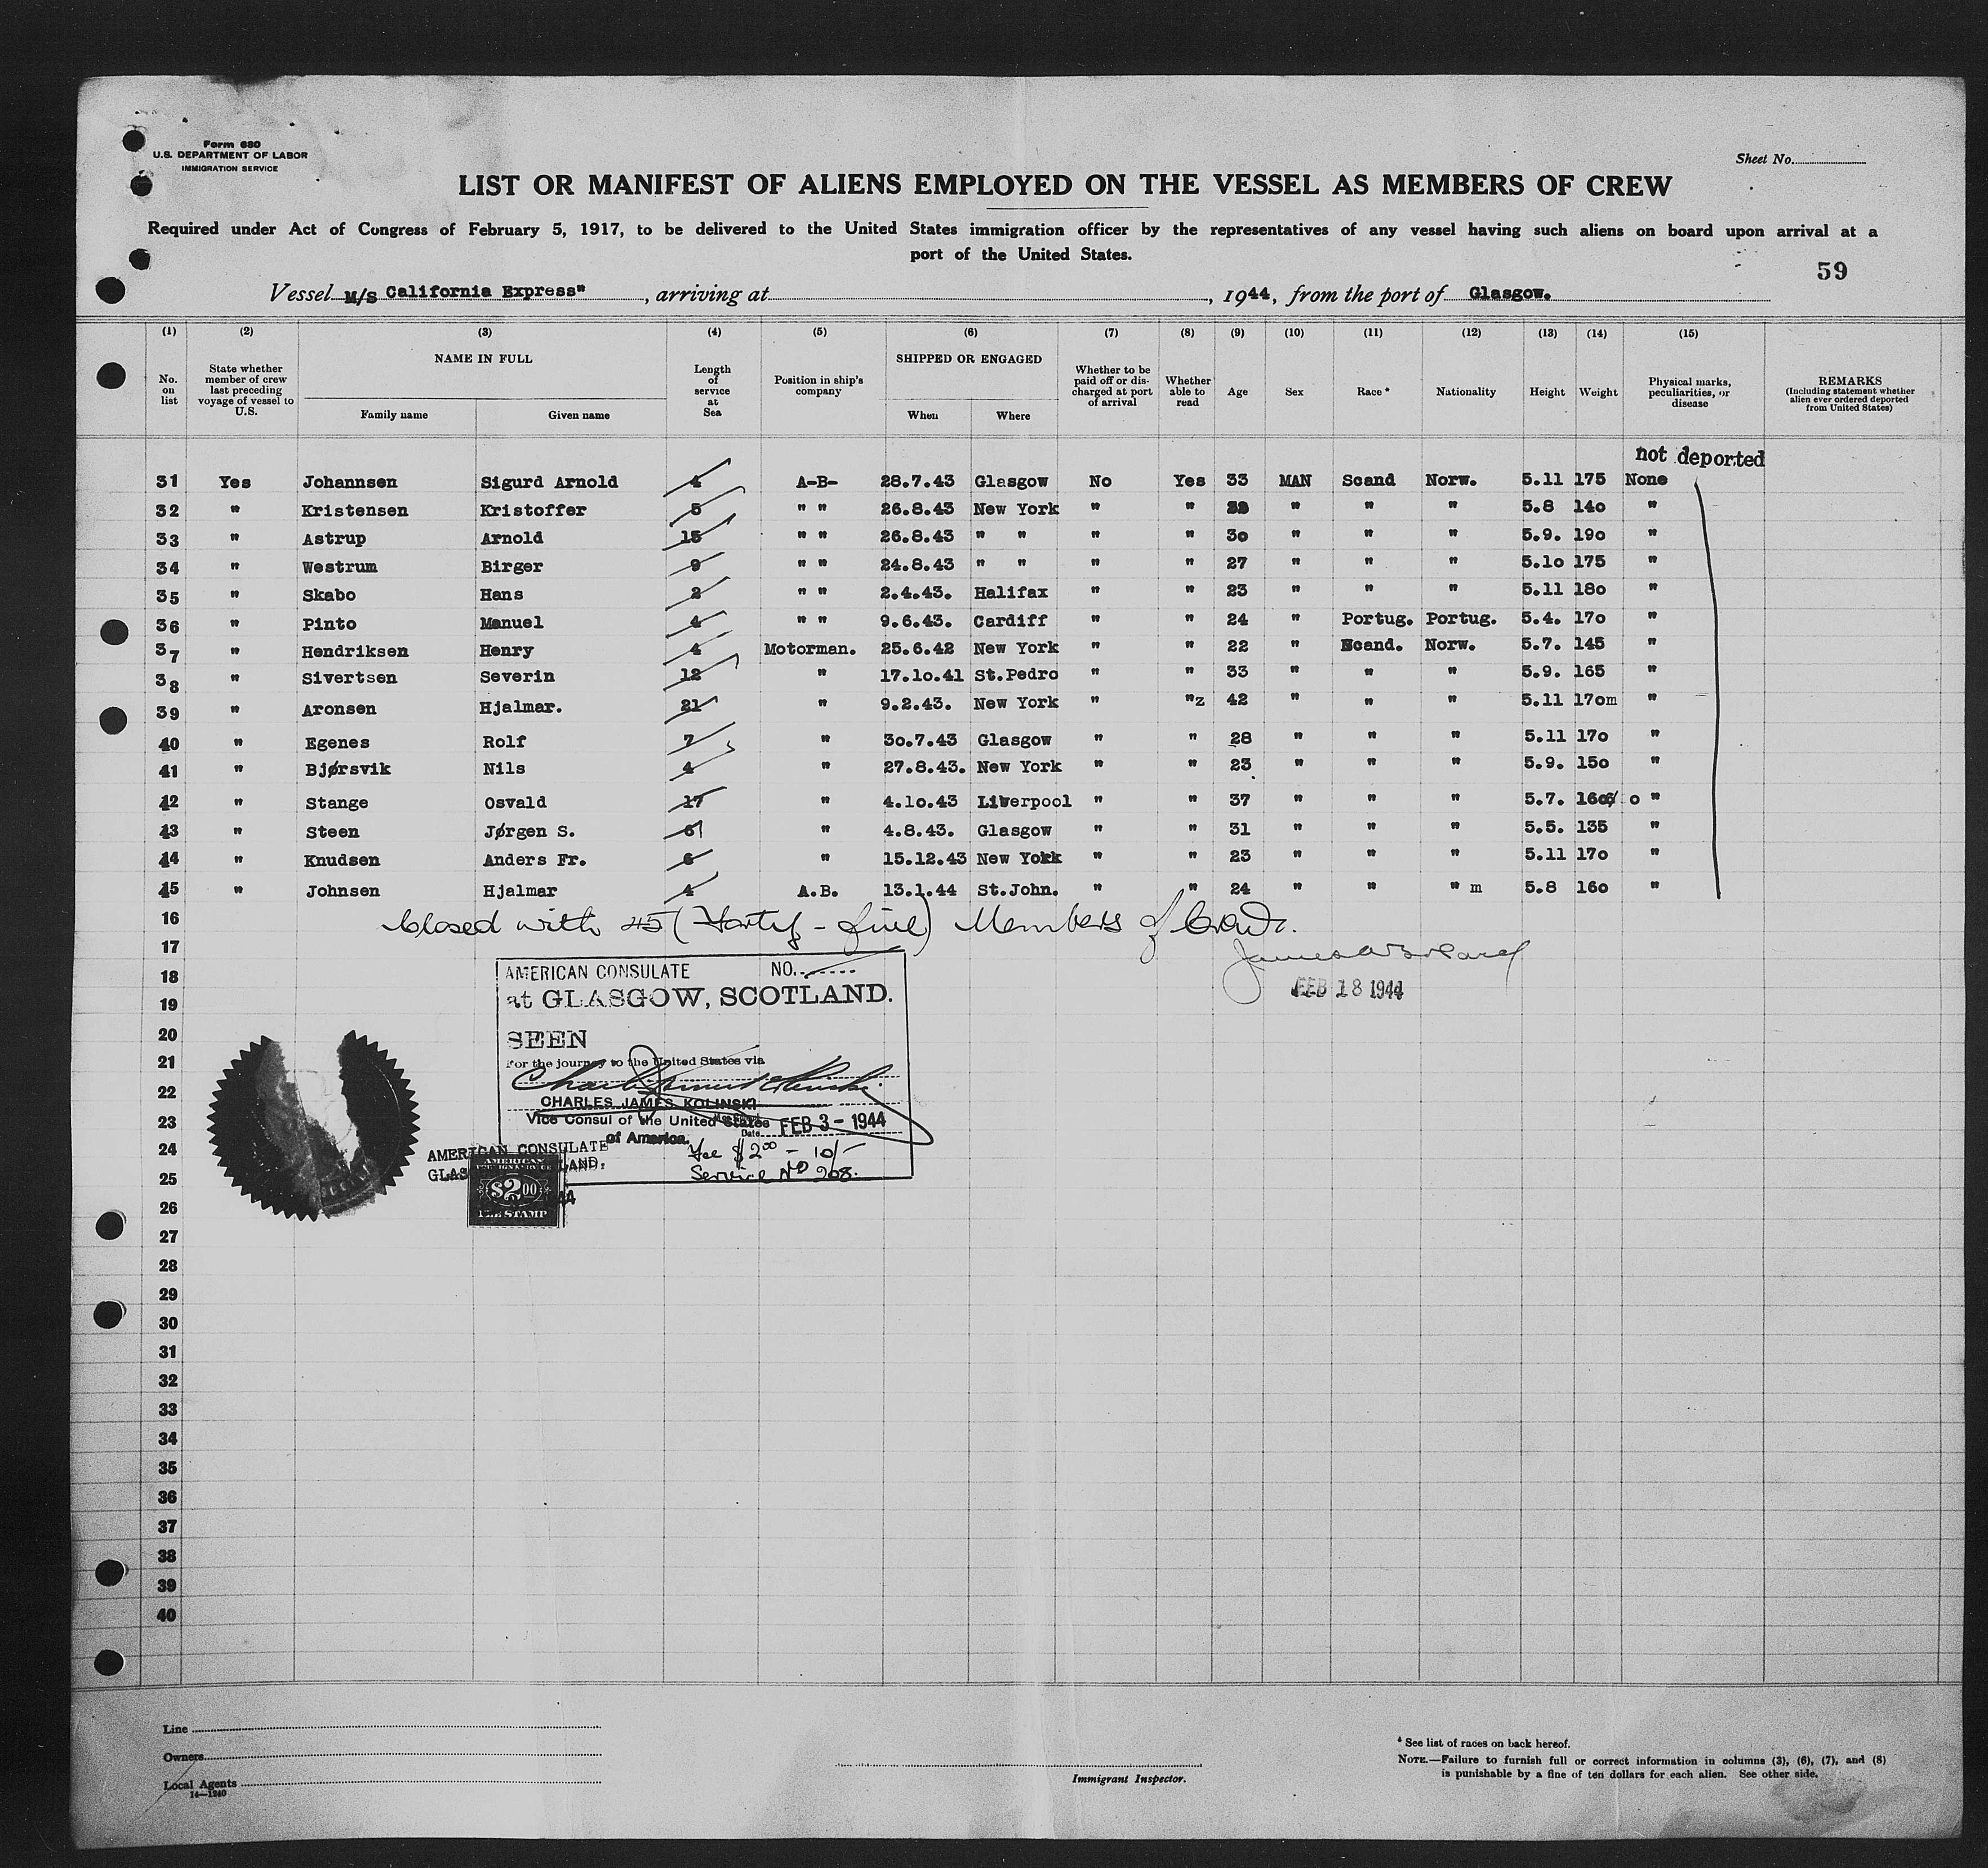 Form 680
U.S. DEPARTMENT OF LABOR
IMMIGRATION SERVICE
Sheet No.
LIST OR MANIFEST OF ALIENS EMPLOYED ON THE VESSEL AS MEMBERS OF CREW
Required under Act of Congress of February 5, 1917, to be delivered to the United States immigration officer by the representatives of any vessel having such aliens on board upon arrival at a
port of the United States.
59
Vessel M/S California Express", arriving at , 1944, from the port of Glasgow.
(1) (2) (3) (4) (5) (6) (7) (8) (9) (10) (11) (12) (13) (14) (15)
No. on list State whether member of crew last preceding voyage of vessel to U.S. NAME IN FULL Family name Given name Length of service at Sea Position in ship's company SHIPPED OR ENGAGED When Where Whether to be paid off or discharged at port of arrival Whether able to read Age Sex Race * Nationality Height Weight Physical marks, peculiarities, or disease REMARKS (Including statement whether alien ever ordered deported from United States)
not deported
31 Yes Johannsen Sigurd Arnold 4 A-B- 28.7.43 Glasgow No Yes 33 MAN Scand Norw. 5.11 175 None
32 " Kristensen Kristoffer 5 " " 26.8.43 New York " " " " " 5.8 140 "
33 " Astrup Arnold 15 " " 26.8.43 " " " " 30 " " " 5.9. 190 "
34 " Westrum Birger 9 " " 24.8.43 " " " " 27 " " " 5.10 175 "
35 " Skabo Hans 2 " " 2.4.43. Halifax " " 23 " " " 5.11 180 "
36 " Pinto Manuel 4 " " 9.6.43. Cardiff " " 24 " Portug. Portug. 5.4. 170 "
37 " Hendriksen Henry 4 Motorman. 25.6.42 New York " " 22 " Scand. Norw. 5.7. 145 "
38 " Sivertsen Severin 12 " 17.10.41 St.Pedro " " 33 " " " 5.9. 165 "
39 " Aronsen Hjalmar. 21 " 9.2.43. New York " "z 42 " " " 5.11 170m "
40 " Egenes Rolf 7 " 30.7.43 Glasgow " " 28 " " " 5.11 170 "
41 " Bjørsvik Nils 4 " 27.8.43. New York " " 23 " " " 5.9. 150 "
42 " Stange Osvald 17 " 4.10.43 Liverpool " " 37 " " " 5.7. 160 "
43 " Steen Jørgen S. 6 " 4.8.43. Glasgow " " 31 " " " 5.5. 135 "
44 " Knudsen Anders Fr. 6 " 15.12.43 New York " " 23 " " " 5.11 170 "
45 " Johnsen Hjalmar 4 A.B. 13.1.44 St.John. " " 24 " " " m 5.8 160 "
16 Closed with 45 (Forty-five) Members of Crew.
17
18
19
20
21
22
23
24
25
26
27
28
29
30
31
32
33
34
35
36
37
38
39
40
FEB 18 1944
AMERICAN CONSULATE NO.
at GLASGOW, SCOTLAND.
SEEN
For the journey to the United States via
CHARLES JAMES KOLINSKI
Vice Consul of the United States
of America.
Date FEB 3 - 1944
Fee $2.00 - 10/-
Service No 208.
AMERICAN CONSULATE
AMERICAN
$2.00
FEE STAMP
Line
Owners
Local Agents
14—1240
Immigrant Inspector.
* See list of races on back hereof.
NOTE.—Failure to furnish full or correct information in columns (3), (6), (7), and (8)
is punishable by a fine of ten dollars for each alien. See other side.